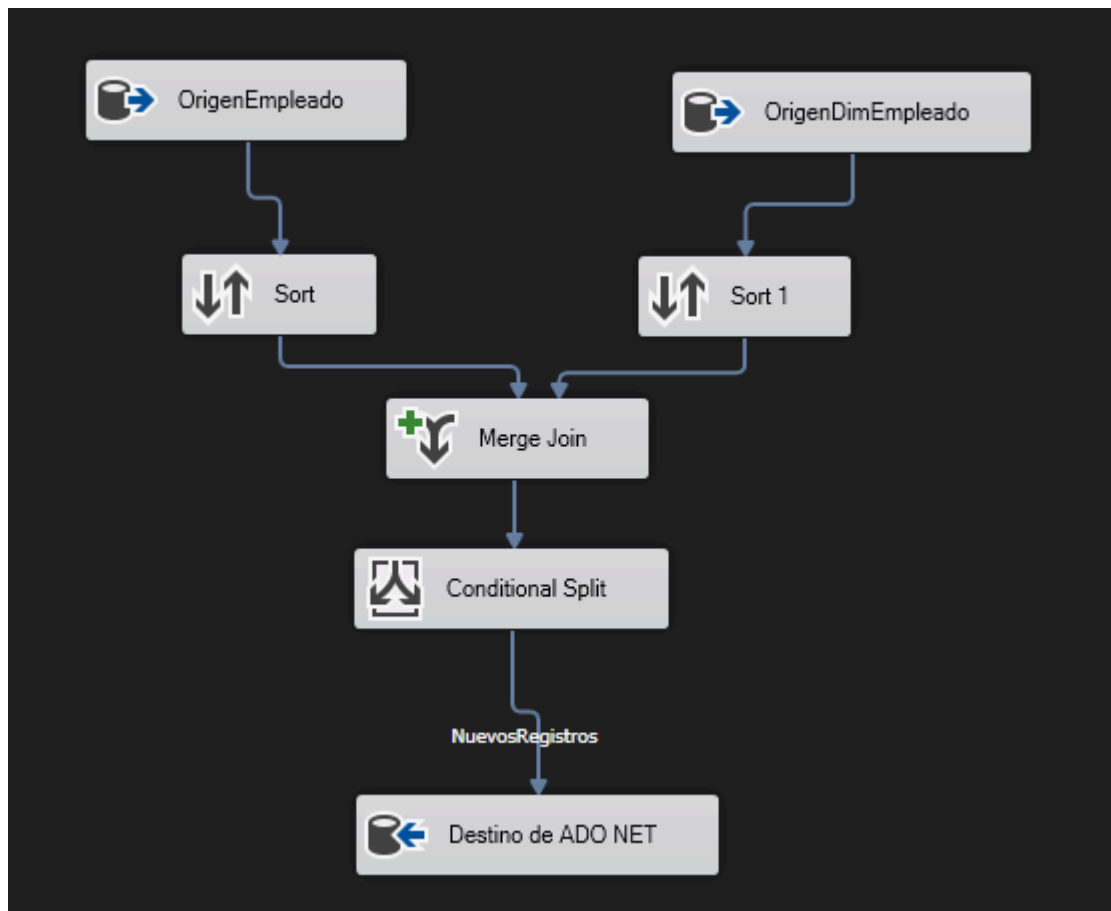 OrigenEmpleado
OrigenDimEmpleado
Sort
Sort 1
Merge Join
Conditional Split
NuevosRegistros
Destino de ADO NET